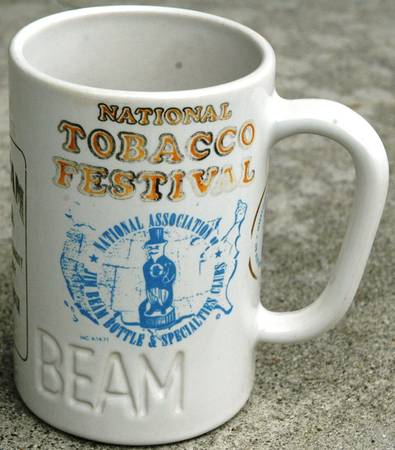 NATIONAL
TOBACCO
FESTIVAL
NATIONAL ASSOCIATION OF
JIM BEAM BOTTLE & SPECIALTIES CLUBS
BEAM